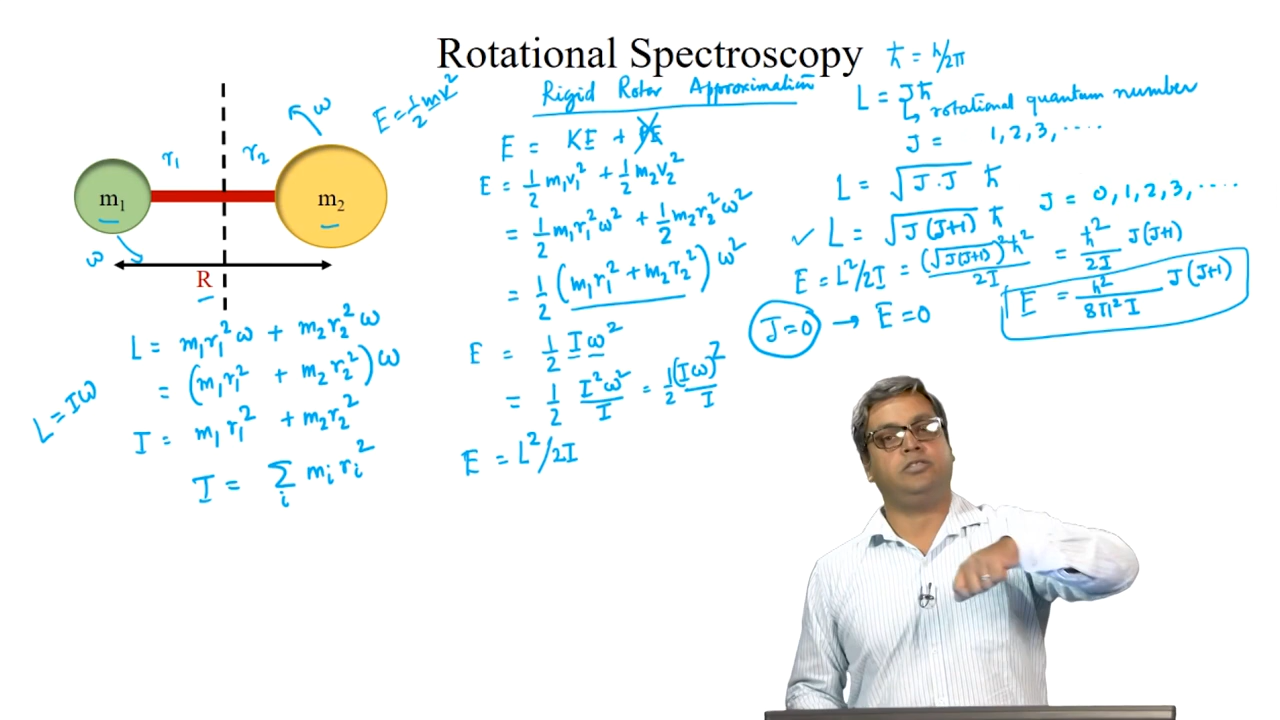 Rotational Spectroscopy
ħ = h/2π
Rigid Rotor Approximation
E = 1/2 mv²
ω
r₁
r₂
m₁
m₂
ω
R
L = m₁r₁²ω + m₂r₂²ω
= (m₁r₁² + m₂r₂²)ω
L = Iω
I = m₁r₁² + m₂r₂²
I = Σᵢ mᵢrᵢ²
E = KE + PE
E = 1/2 m₁v₁² + 1/2 m₂v₂²
= 1/2 m₁r₁²ω² + 1/2 m₂r₂²ω²
= 1/2 (m₁r₁² + m₂r₂²)ω²
E = 1/2 Iω²
= 1/2 I²ω²/I = 1/2 (Iω)²/I
E = L²/2I
L = Jħ
↳ rotational quantum number
J = 1, 2, 3, ....
L = √J.J ħ
J = 0, 1, 2, 3, ....
✓ L = √J(J+1) ħ
E = L²/2I = (√J(J+1))²ħ²/2I = ħ²/2I J(J+1)
J=0 → E=0
E = h²/8π²I J(J+1)